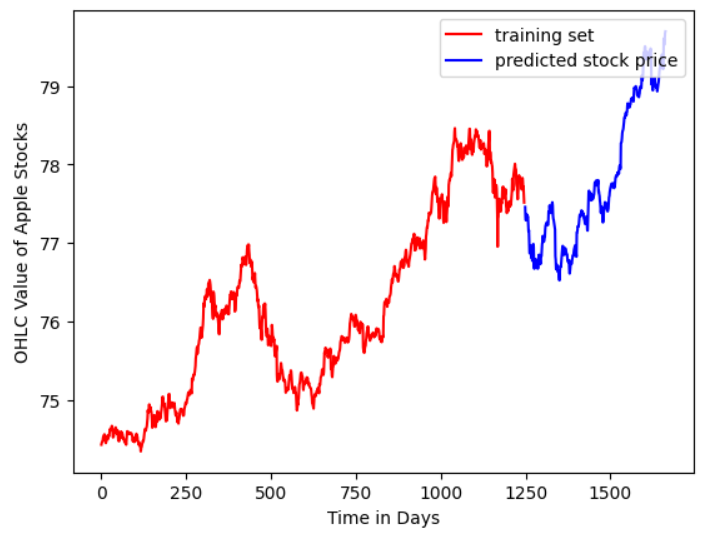 training set
predicted stock price
79
78
77
76
75
OHLC Value of Apple Stocks
0 250 500 750 1000 1250 1500
Time in Days